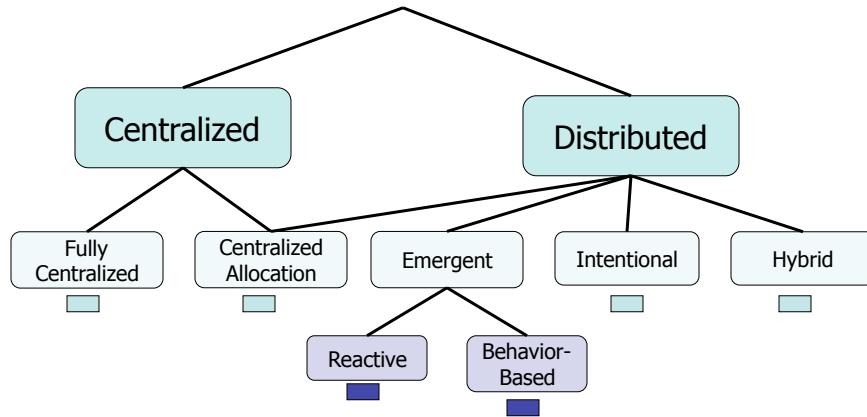 Centralized
Distributed
Fully
Centralized
Centralized
Allocation
Emergent
Intentional
Hybrid
Reactive
Behavior-
Based